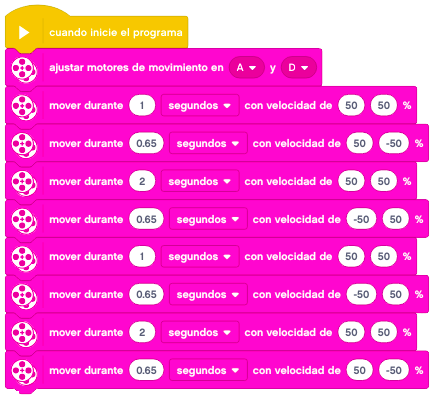 cuando inicie el programa
ajustar motores de movimiento en A y D
mover durante 1 segundos con velocidad de 50 50 %
mover durante 0.65 segundos con velocidad de 50 -50 %
mover durante 2 segundos con velocidad de 50 50 %
mover durante 0.65 segundos con velocidad de -50 50 %
mover durante 1 segundos con velocidad de 50 50 %
mover durante 0.65 segundos con velocidad de -50 50 %
mover durante 2 segundos con velocidad de 50 50 %
mover durante 0.65 segundos con velocidad de 50 -50 %